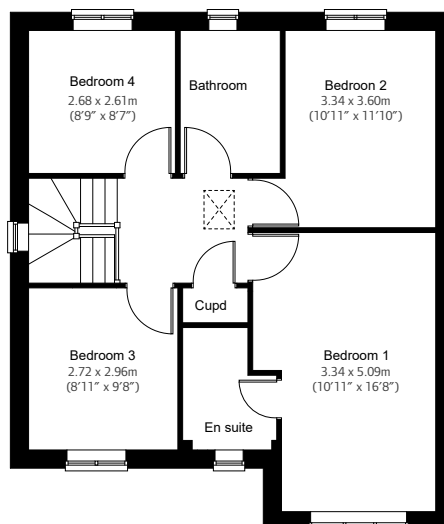 Bedroom 4
2.68 x 2.61m
(8'9" x 8'7")
Bathroom
Bedroon 2
3.34 x 3.60m
(10'11" x 11'10")
Cupd
Bedroom 3
2.72 x 2.96m
(8'11" x 9'8")
Bedroom 1
3.34 x 5.09m
(10'11" x 16'8")
En suite